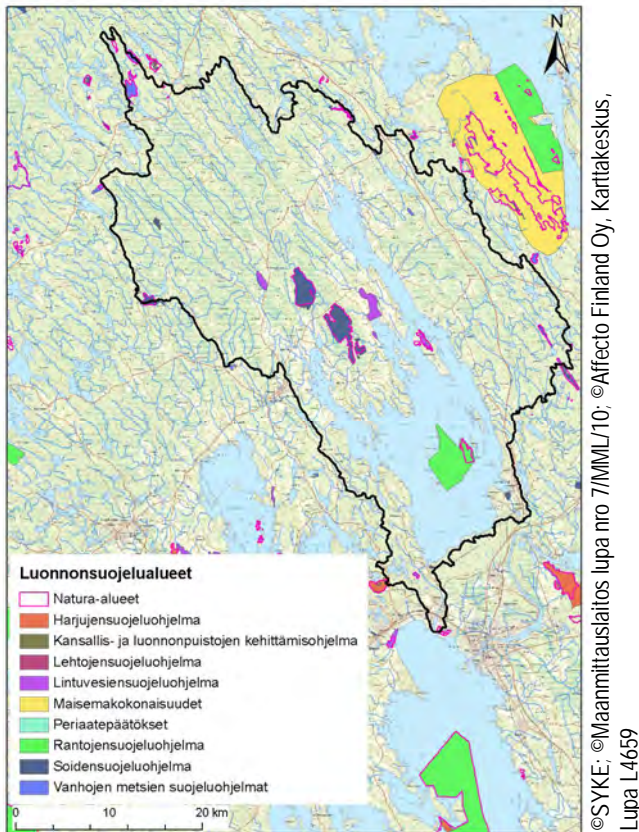 N
Luonnonsuojelualueet
Natura-alueet
Harjujensuojeluohjelma
Kansallis- ja luonnonpuistojen kehittämisohjelma
Lehtojensuojeluohjelma
Lintuvesiensuojeluohjelma
Maisemakokonaisuudet
Periaatepäätökset
Rantojensuojeluohjelma
Soidensuojeluohjelma
Vanhojen metsien suojeluohjelmat
0 10 20 km
©SYKE; ©Maanmittauslaitos lupa nro 7/MML/10; ©Affecto Finland Oy, Karttakeskus,
Lupa L4659